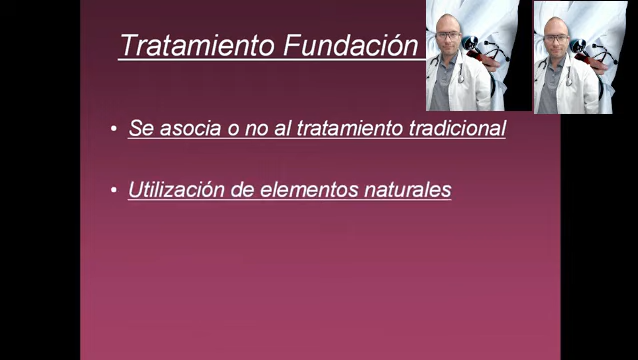 Tratamiento Fundación
• Se asocia o no al tratamiento tradicional
• Utilización de elementos naturales